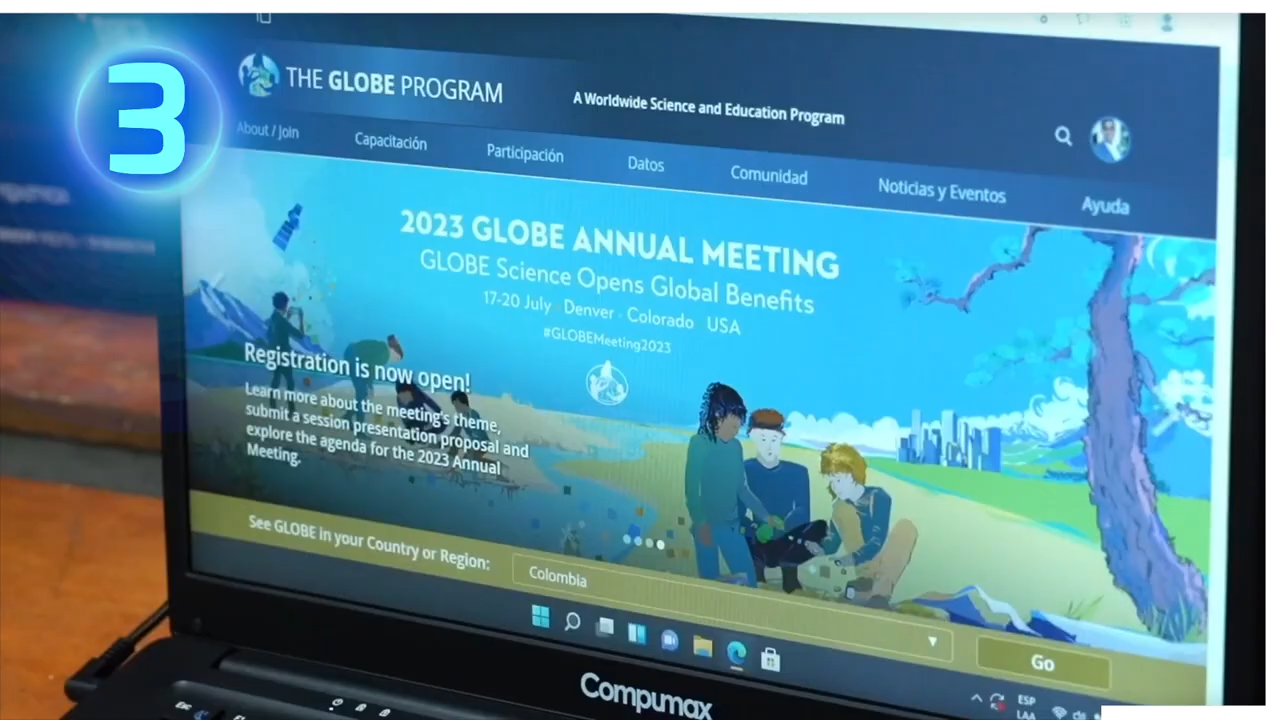 3
THE GLOBE PROGRAM
A Worldwide Science and Education Program
About / Join
Capacitación
Participación
Datos
Comunidad
Noticias y Eventos
Ayuda
2023 GLOBE ANNUAL MEETING
GLOBE Science Opens Global Benefits
17-20 July Denver · Colorado USA
#GLOBEMeeting2023
Registration is now open!
Learn more about the meeting's theme,
submit a session presentation proposal and
explore the agenda for the 2023 Annual
Meeting.
See GLOBE in your Country or Region:
Colombia
Go
ESP
LAA
Compumax
Esc